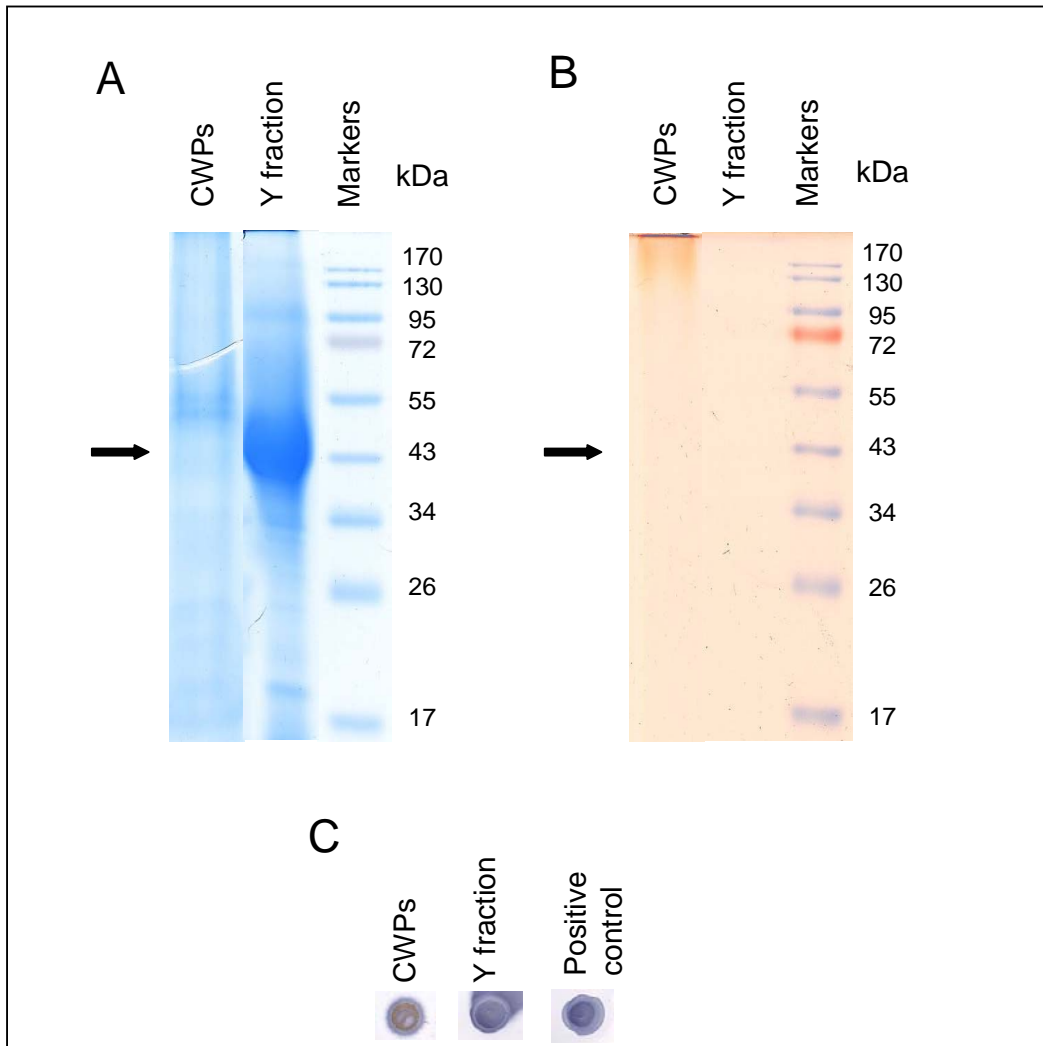 A
CWPs
Y fraction
Markers
kDa
170
130
95
72
55
43
34
26
17
B
CWPs
Y fraction
Markers
kDa
170
130
95
72
55
43
34
26
17
C
CWPs
Y fraction
Positive
control